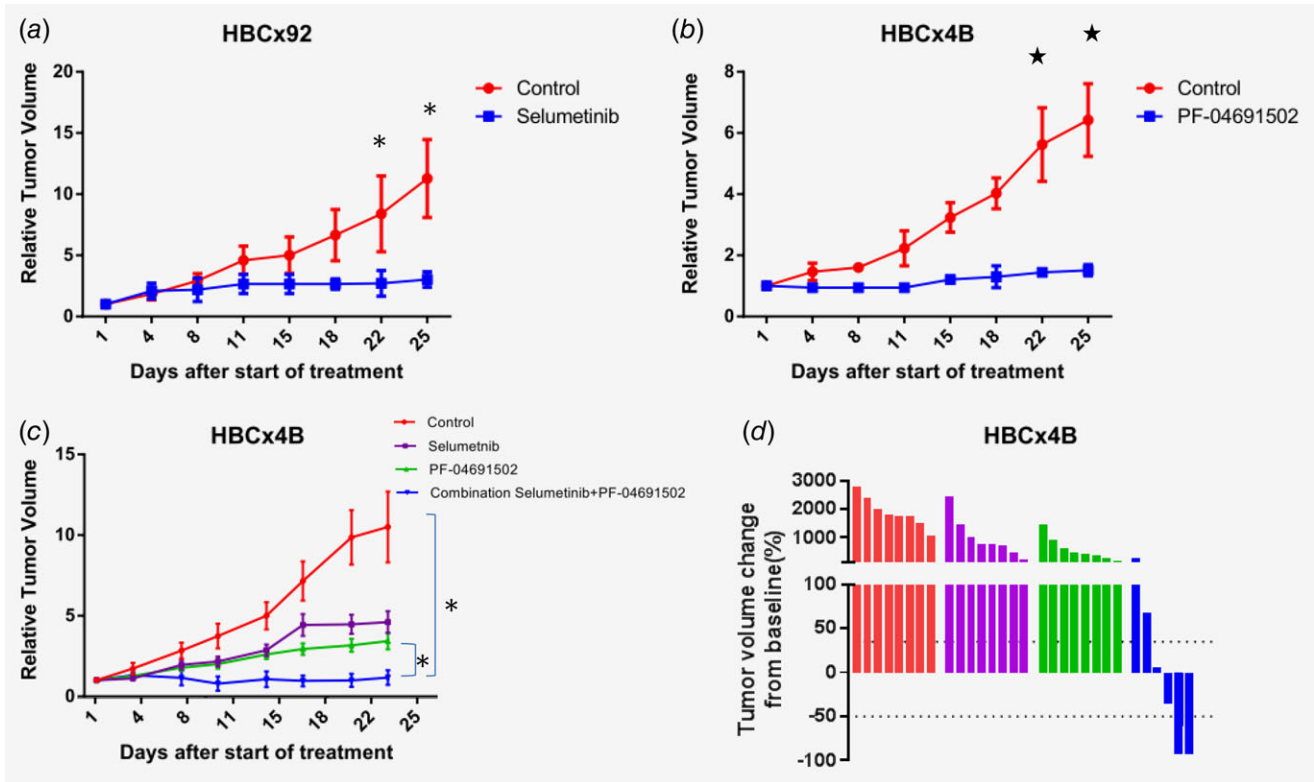 (a)
HBCx92
Relative Tumor Volume
20
15
10
5
0
1 4 8 11 15 18 22 25
Days after start of treatment
Control
Selumetinib
*
*
(b)
HBCx4B
Relative Tumor Volume
8
6
4
2
0
1 4 8 11 15 18 22 25
Days after start of treatment
Control
PF-04691502
★
★
(c)
HBCx4B
Relative Tumor Volume
15
10
5
0
1 4 8 11 15 18 22 25
Days after start of treatment
Control
Selumetnib
PF-04691502
Combination Selumetinib+PF-04691502
*
*
(d)
HBCx4B
Tumor volume change
from baseline(%)
3000
2000
1000
100
50
0
-50
-100